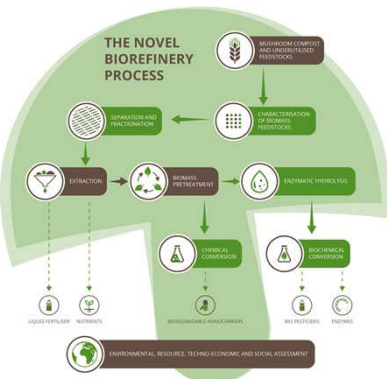 THE NOVEL
BIOREFINERY
PROCESS
MUSHROOM COMPOST
AND UNDERUTILISED
FEEDSTOCKS
SEPARATION AND
FRACTIONATION
CHARACTERISATION
OF BIOMASS
FEEDSTOCKS
EXTRACTION
BIOMASS
PRETREATMENT
ENZYMATIC HYDROLYSIS
CHEMICAL
CONVERSION
BIOCHEMICAL
CONVERSION
LIQUID FERTILISER
NUTRIENTS
BIODEGRADABLE NANOCARRIERS
BIO PESTICIDES
ENZYMES
ENVIRONMENTAL, RESOURCE, TECHNO-ECONOMIC AND SOCIAL ASSESSMENT